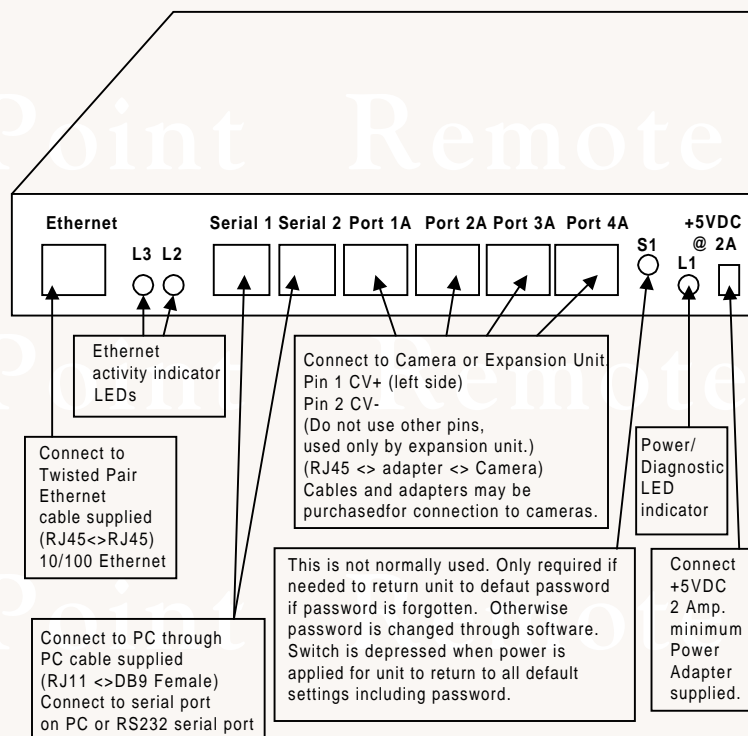 Point Remote
Ethernet
L3 L2
Serial 1 Serial 2 Port 1A Port 2A Port 3A Port 4A
S1
+5VDC
@ 2A
L1
Ethernet
activity indicator
LEDs
Connect to Camera or Expansion Unit.
Pin 1 CV+ (left side)
Pin 2 CV-
(Do not use other pins,
used only by expansion unit.)
(RJ45 <> adapter <> Camera)
Cables and adapters may be
purchasedfor connection to cameras.
Point Remote
Connect to
Twisted Pair
Ethernet
cable supplied
(RJ45<>RJ45)
10/100 Ethernet
Power/
Diagnostic
LED
indicator
This is not normally used. Only required if
needed to return unit to defaut password
if password is forgotten. Otherwise
password is changed through software.
Switch is depressed when power is
applied for unit to return to all default
settings including password.
Connect
+5VDC
2 Amp.
minimum
Power
Adapter
supplied.
Point Remote
Connect to PC through
PC cable supplied
(RJ11 <>DB9 Female)
Connect to serial port
on PC or RS232 serial port